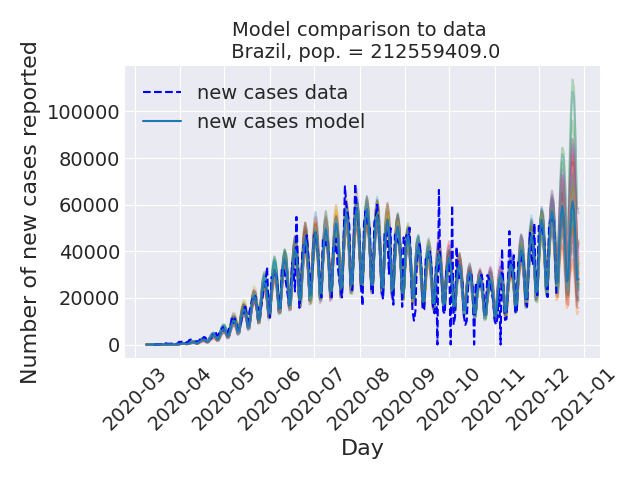 Model comparison to data
Brazil, pop. = 212559409.0
Number of new cases reported
100000
80000
60000
40000
20000
0
new cases data
new cases model
2020-03
2020-04
2020-05
2020-06
2020-07
2020-08
2020-09
2020-10
2020-11
2020-12
2021-01
Day